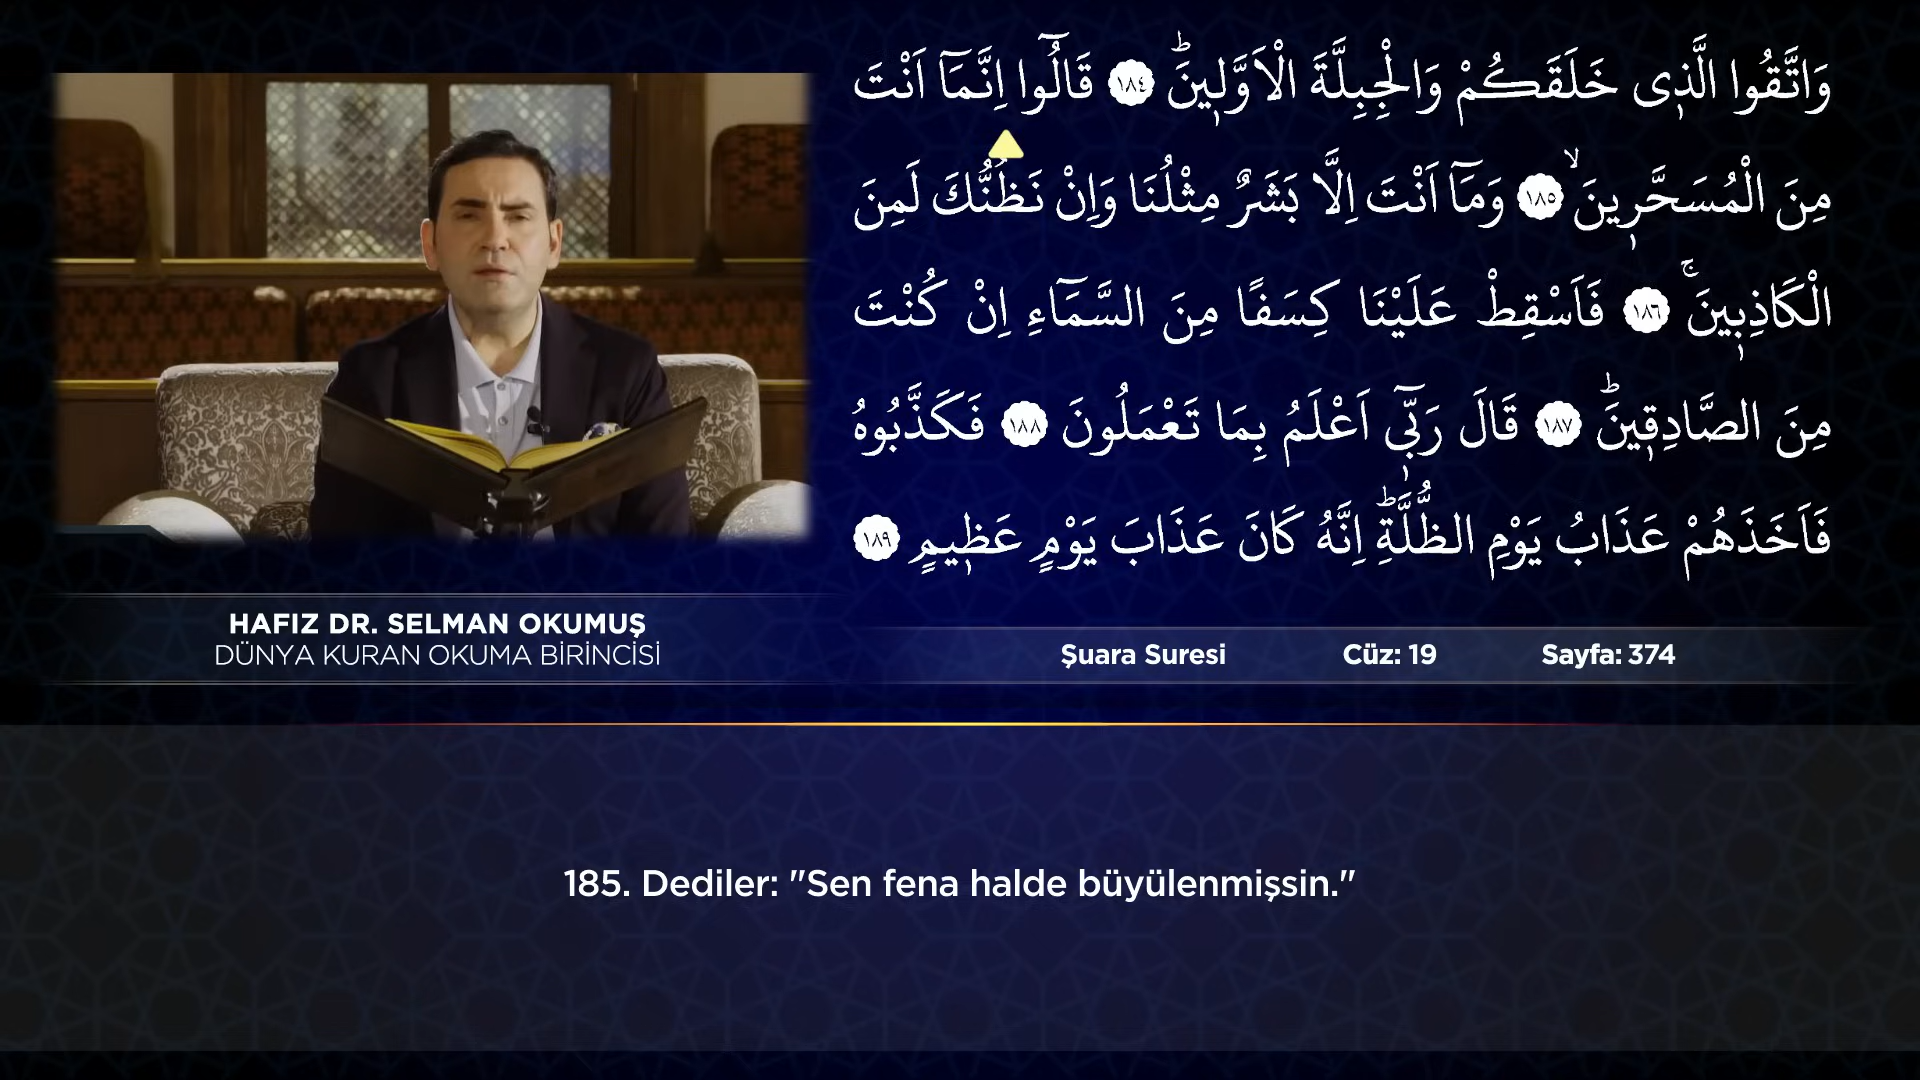 وَاتَّقُوا الَّذٖى خَلَقَكُمْ وَالْجِبِلَّةَ الْاَوَّلٖينَؕ ﴿١٨٤﴾ قَالُٓوا اِنَّمَٓا اَنْتَ
مِنَ الْمُسَحَّرٖينَۙ ﴿١٨٥﴾ وَمَٓا اَنْتَ اِلَّا بَشَرٌ مِثْلُنَا وَاِنْ نَظُنُّكَ لَمِنَ
الْكَاذِبٖينَۚ ﴿١٨٦﴾ فَاَسْقِطْ عَلَيْنَا كِسَفًا مِنَ السَّمَٓاءِ اِنْ كُنْتَ
مِنَ الصَّادِقٖينَؕ ﴿١٨٧﴾ قَالَ رَبّٖٓى اَعْلَمُ بِمَا تَعْمَلُونَ ﴿١٨٨﴾ فَكَذَّبُوهُ
فَاَخَذَهُمْ عَذَابُ يَوْمِ الظُّلَّةِؕ اِنَّهُ كَانَ عَذَابَ يَوْمٍ عَظٖيمٍ ﴿١٨٩﴾
HAFIZ DR. SELMAN OKUMUŞ
DÜNYA KURAN OKUMA BİRİNCİSİ
Şuara Suresi Cüz: 19 Sayfa: 374
185. Dediler: "Sen fena halde büyülenmişsin."